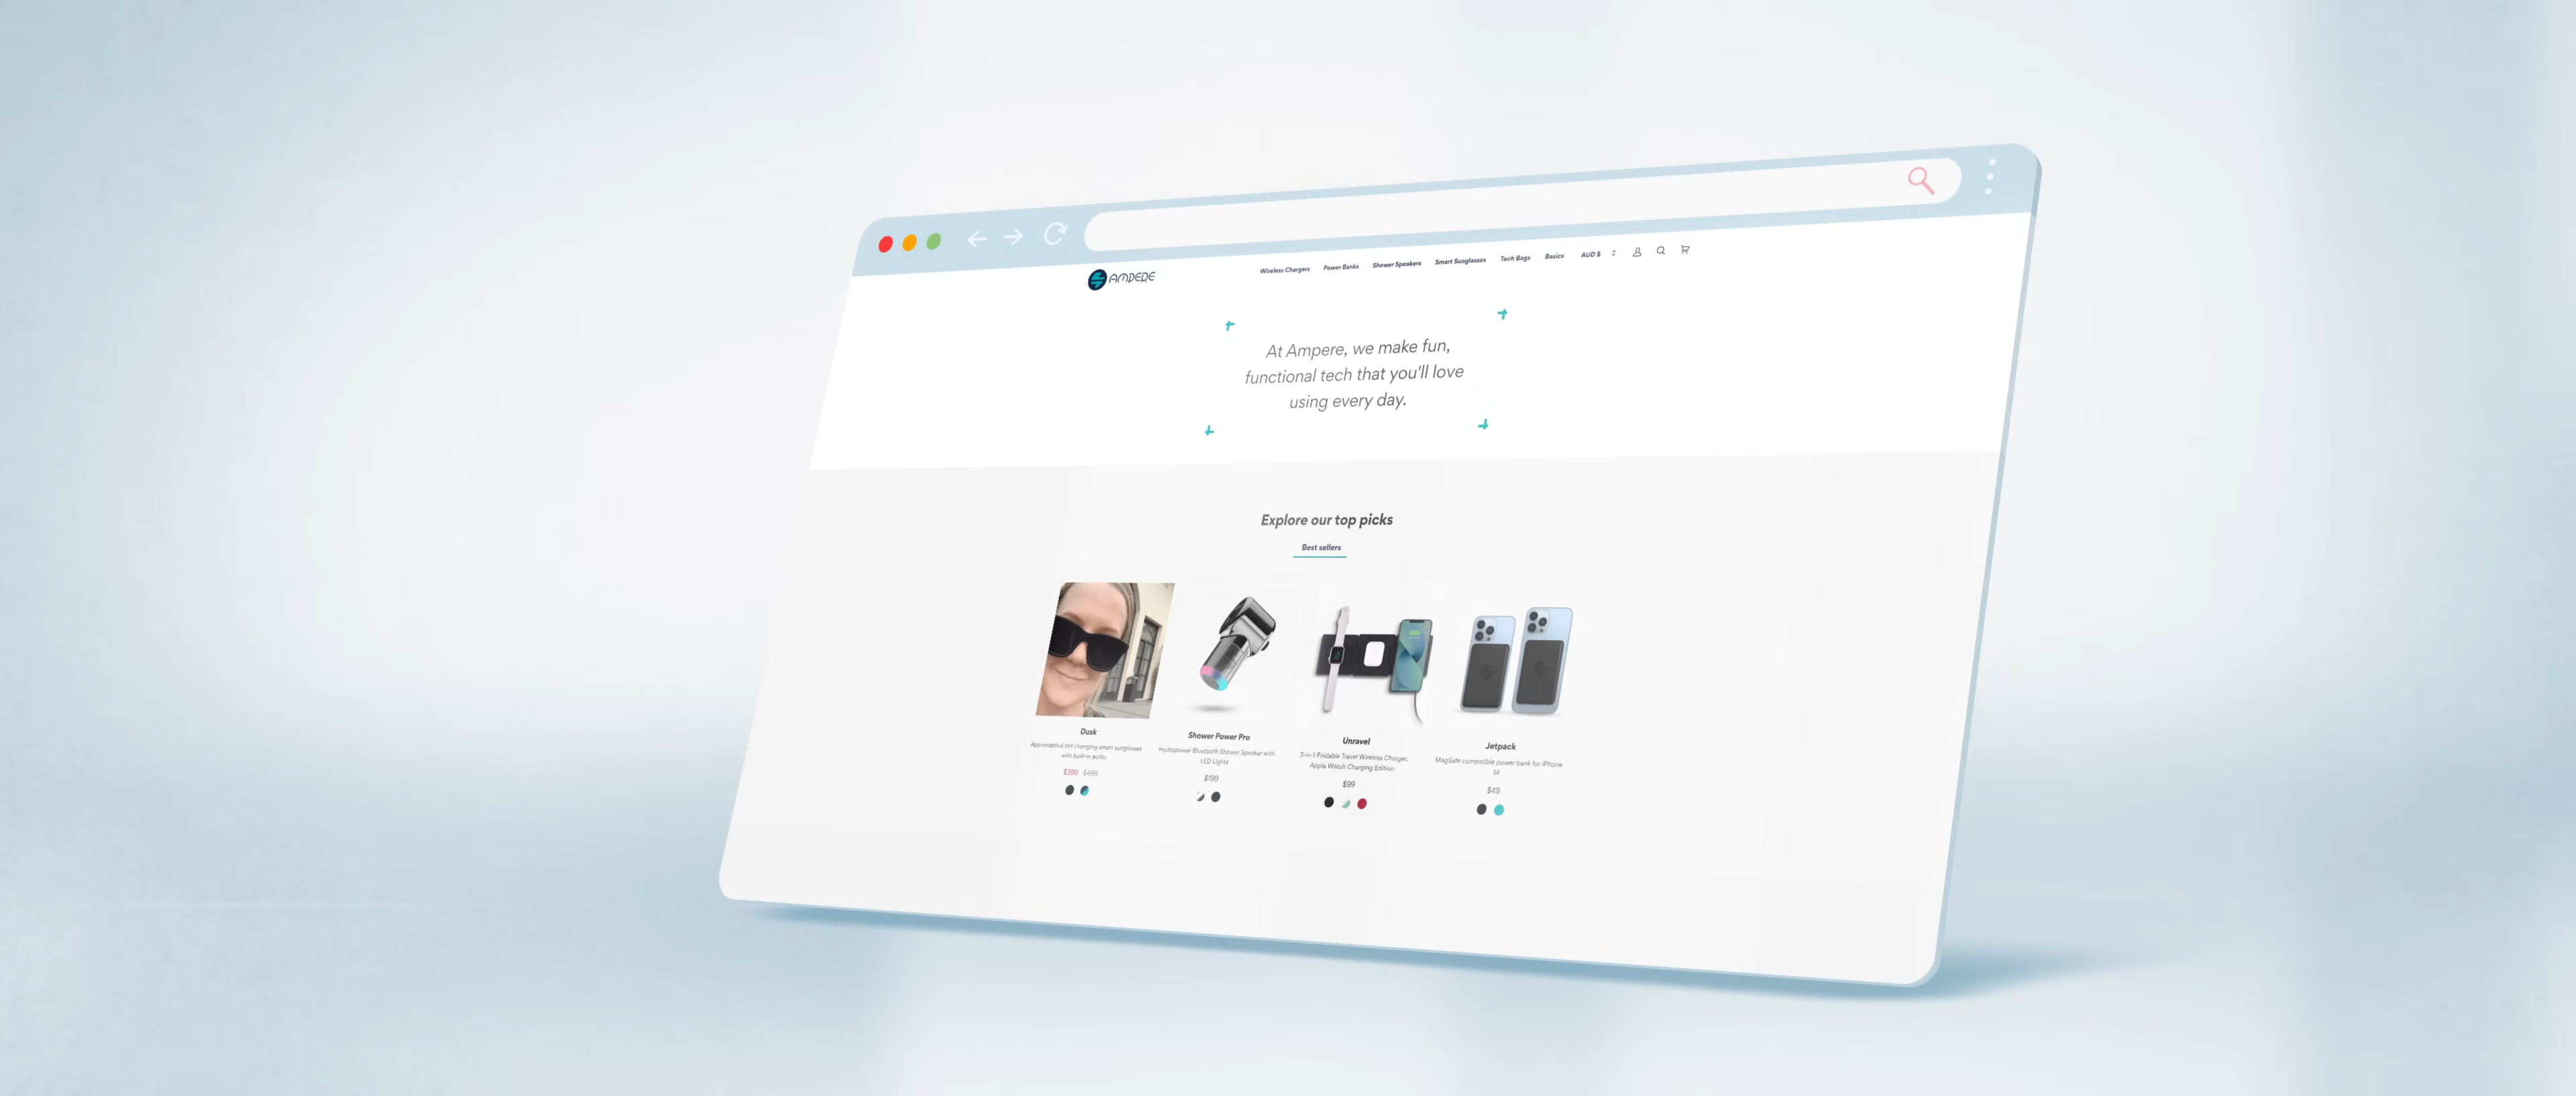 AMPERE
Wireless Chargers Power Banks Shower Speakers Smart Sunglasses Tech Bags Basics AUD $
At Ampere, we make fun,
functional tech that you'll love
using every day.
Explore our top picks
Best sellers
Dusk
App-enabled tint changing smart sunglasses
with built-in audio
$399 $499
Shower Power Pro
Hydropower Bluetooth Shower Speaker with
LED Lights
$199
Unravel
3-in-1 Foldable Travel Wireless Charger,
Apple Watch Charging Edition
$99
Jetpack
MagSafe compatible power bank for iPhone
14
$49